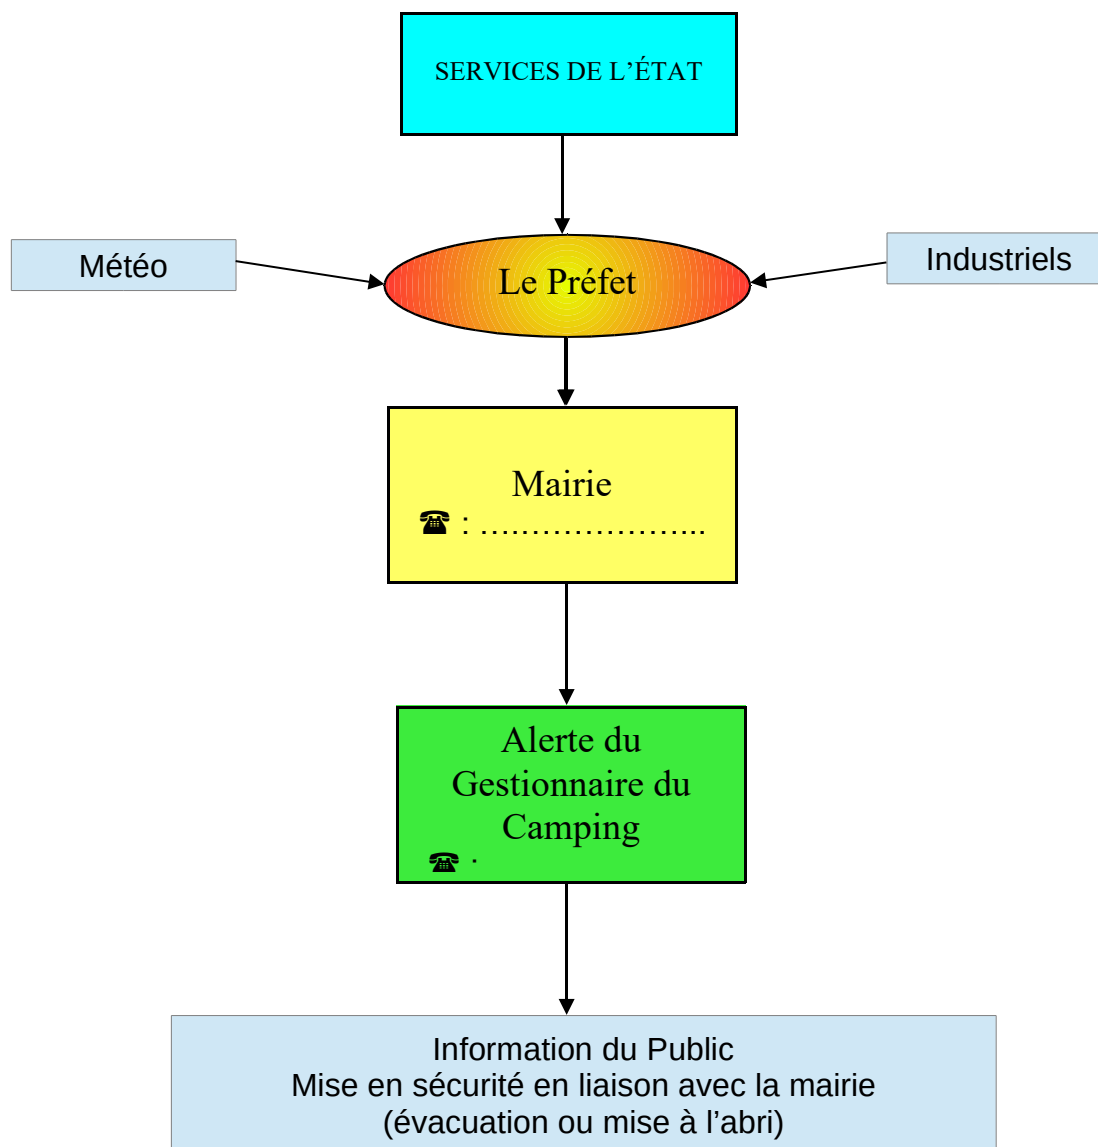 SERVICES DE L’ÉTAT
Météo
Le Préfet
Industriels
Mairie
☎ : …………………...
Alerte du
Gestionnaire du
Camping
☎ :
Information du Public
Mise en sécurité en liaison avec la mairie
(évacuation ou mise à l’abri)